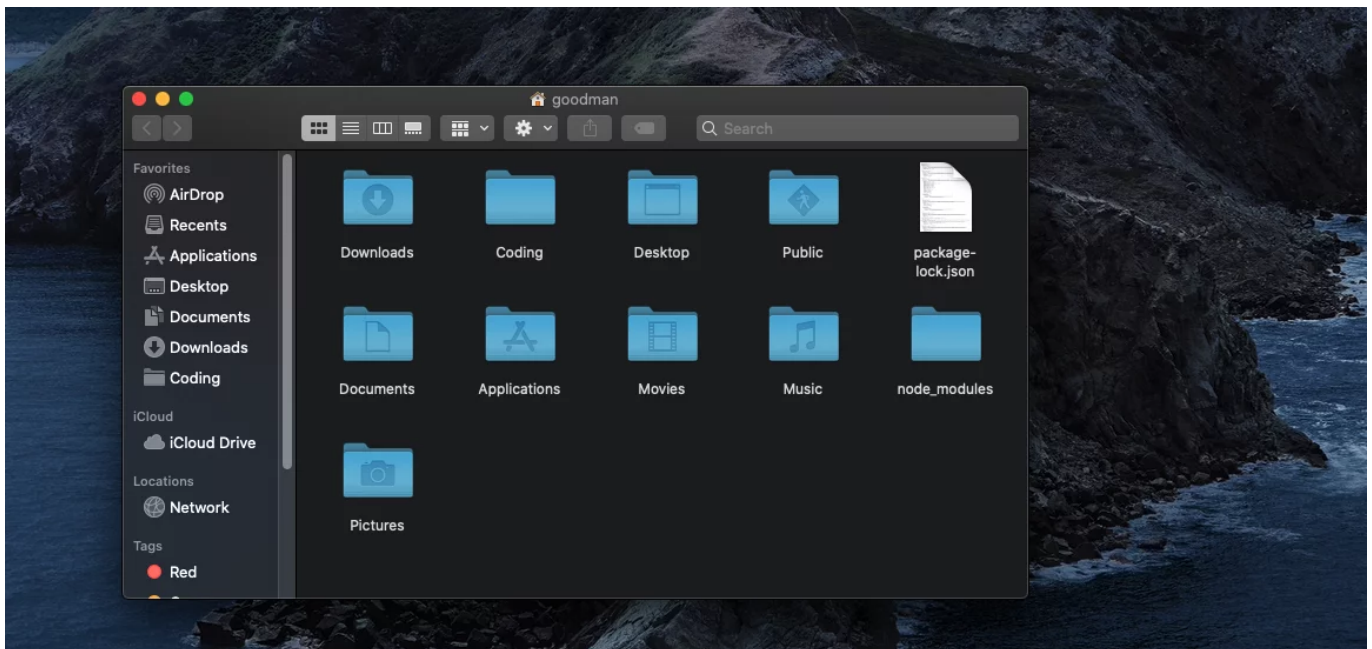 goodman
Search
Favorites
AirDrop
Recents
Applications
Desktop
Documents
Downloads
Coding
iCloud
iCloud Drive
Locations
Network
Tags
Red
Downloads
Coding
Desktop
Public
package-
lock.json
Documents
Applications
Movies
Music
node_modules
Pictures